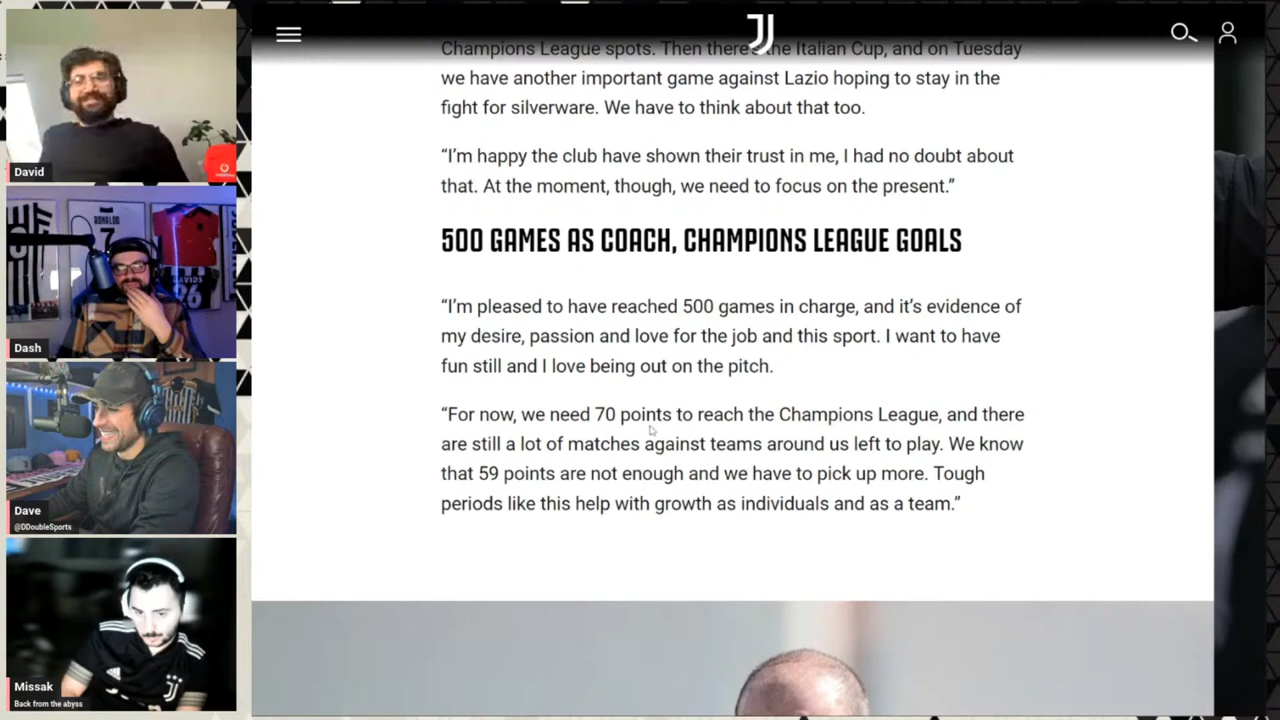 Champions League spots. Then there's the Italian Cup, and on Tuesday
we have another important game against Lazio hoping to stay in the
fight for silverware. We have to think about that too.
“I’m happy the club have shown their trust in me, I had no doubt about
that. At the moment, though, we need to focus on the present.”
500 GAMES AS COACH, CHAMPIONS LEAGUE GOALS
“I’m pleased to have reached 500 games in charge, and it’s evidence of
my desire, passion and love for the job and this sport. I want to have
fun still and I love being out on the pitch.
“For now, we need 70 points to reach the Champions League, and there
are still a lot of matches against teams around us left to play. We know
that 59 points are not enough and we have to pick up more. Tough
periods like this help with growth as individuals and as a team.”
David
RONALDO
7
DAVIDS
26
Dash
Dave
@DDoubleSports
Missak
Back from the abyss